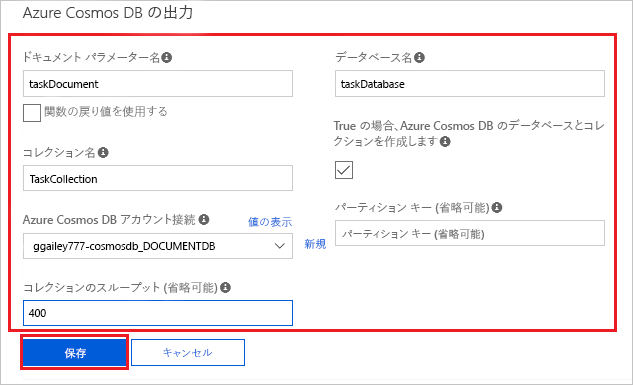 Azure Cosmos DB の出力
ドキュメント パラメーター名
taskDocument
関数の戻り値を使用する
コレクション名
TaskCollection
Azure Cosmos DB アカウント接続
値の表示
ggailey777-cosmosdb_DOCUMENTDB
新規
コレクションのスループット (省略可能)
400
データベース名
taskDatabase
True の場合、Azure Cosmos DB のデータベースとコレ
クションを作成します
パーティション キー (省略可能)
パーティション キー (省略可能)
保存
キャンセル